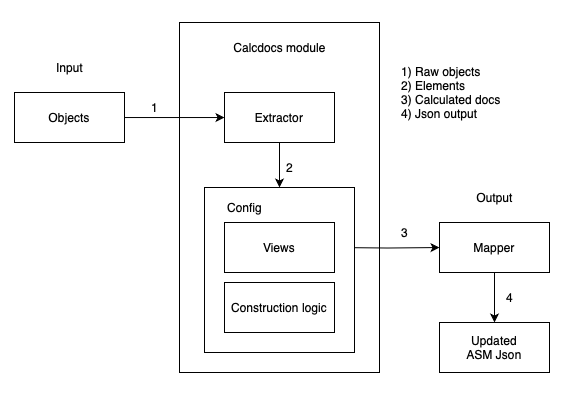 Calcdocs module
Input
Objects
1
Extractor
1) Raw objects
2) Elements
3) Calculated docs
4) Json output
2
Config
Views
Construction logic
3
Output
Mapper
4
Updated
ASM Json